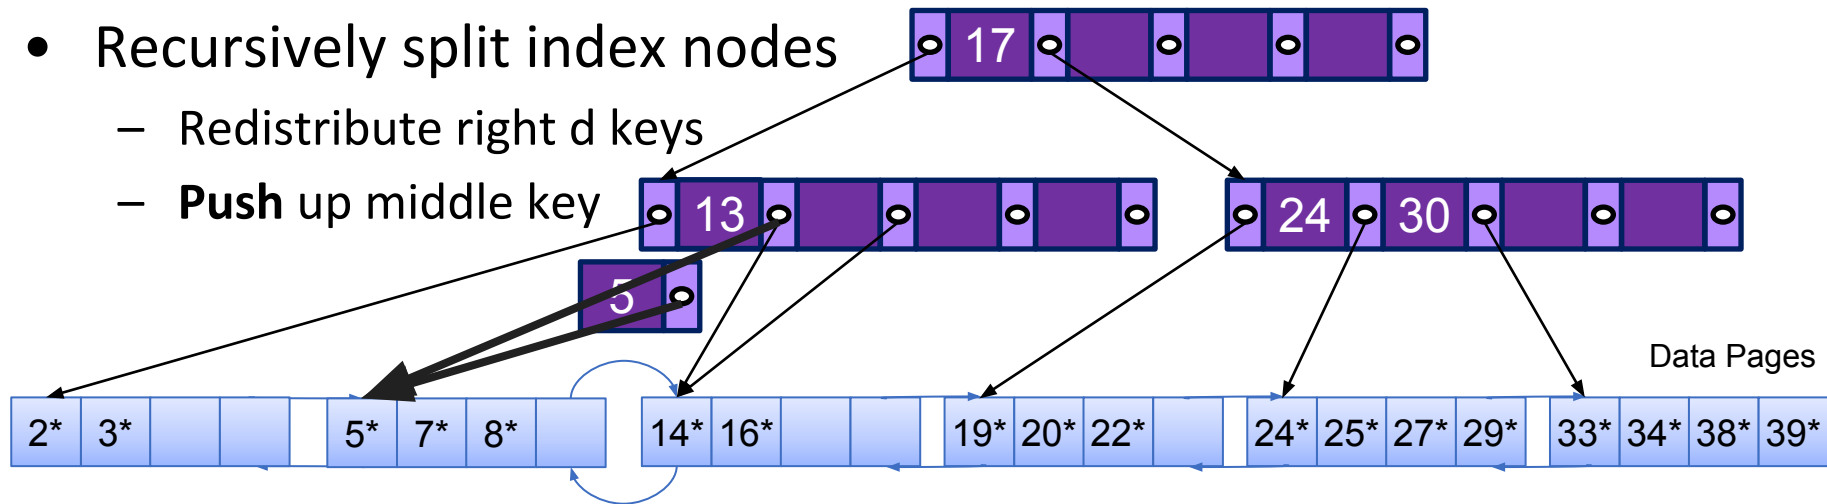 • Recursively split index nodes
– Redistribute right d keys
– Push up middle key
17
13
24 30
5
Data Pages
2* 3* 5* 7* 8* 14* 16* 19* 20* 22* 24* 25* 27* 29* 33* 34* 38* 39*